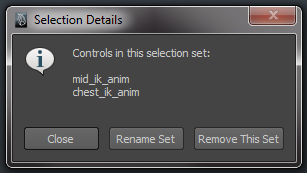 Selection Details
Controls in this selection set:
mid_ik_anim
chest_ik_anim
Close
Rename Set
Remove This Set